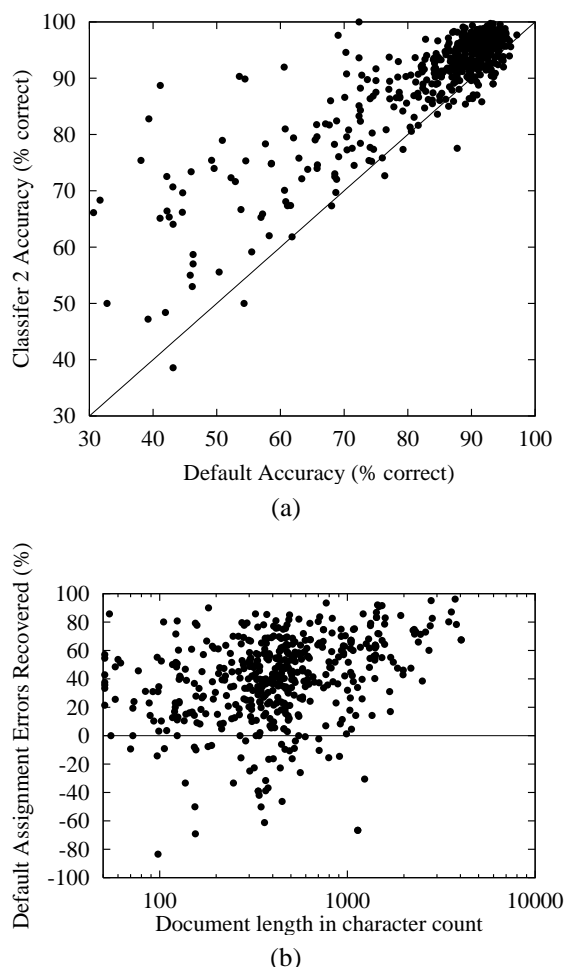 100
90
80
70
60
50
40
30
30 40 50 60 70 80 90 100
Classifer 2 Accuracy (% correct)
Default Accuracy (% correct)
(a)
100
80
60
40
20
0
-20
-40
-60
-80
-100
100 1000 10000
Default Assignment Errors Recovered (%)
Document length in character count
(b)